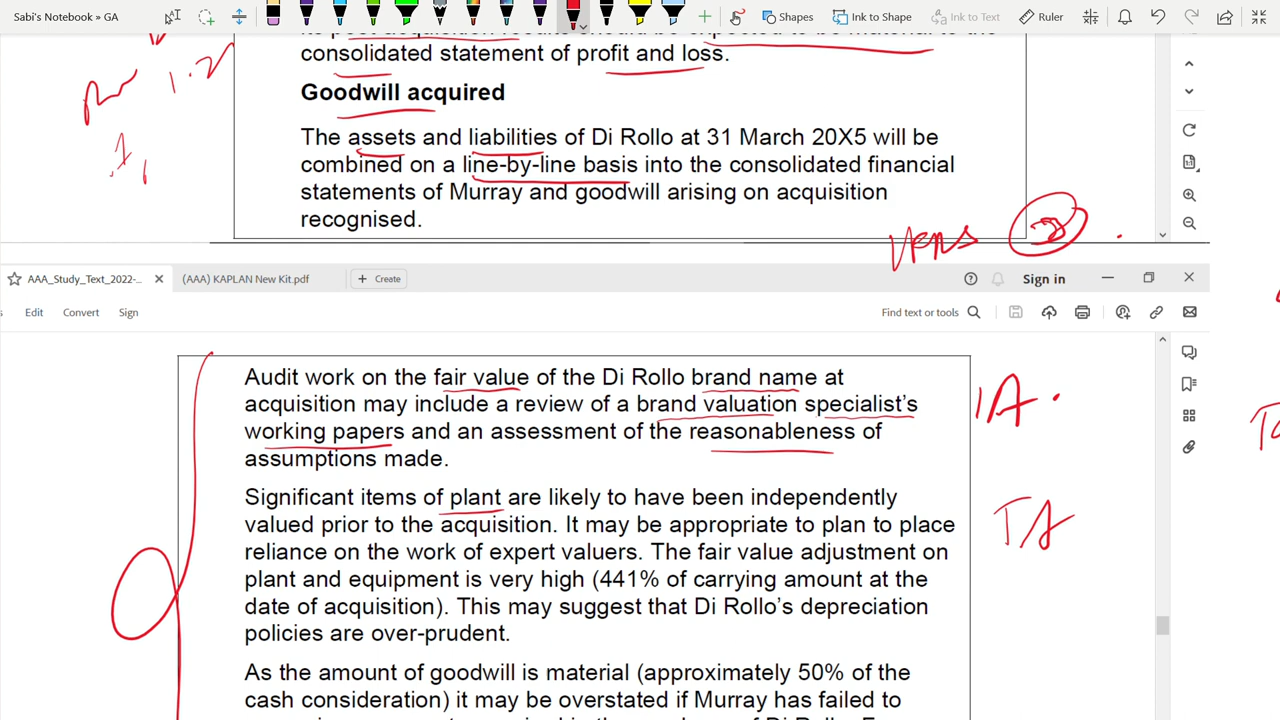 Sabi's Notebook » GA
Shapes
Ink to Shape
Ink to Text
Ruler
consolidated statement of profit and loss.
Goodwill acquired
The assets and liabilities of Di Rollo at 31 March 20X5 will be
combined on a line-by-line basis into the consolidated financial
statements of Murray and goodwill arising on acquisition
recognised.
AAA_Study_Text_2022-...
(AAA) KAPLAN New Kit.pdf
Create
Sign in
Edit Convert Sign
Find text or tools
Audit work on the fair value of the Di Rollo brand name at
acquisition may include a review of a brand valuation specialist's
working papers and an assessment of the reasonableness of
assumptions made.
IA.
Significant items of plant are likely to have been independently
valued prior to the acquisition. It may be appropriate to plan to place
reliance on the work of expert valuers. The fair value adjustment on
plant and equipment is very high (441% of carrying amount at the
date of acquisition). This may suggest that Di Rollo's depreciation
policies are over-prudent.
TA
As the amount of goodwill is material (approximately 50% of the
cash consideration) it may be overstated if Murray has failed to